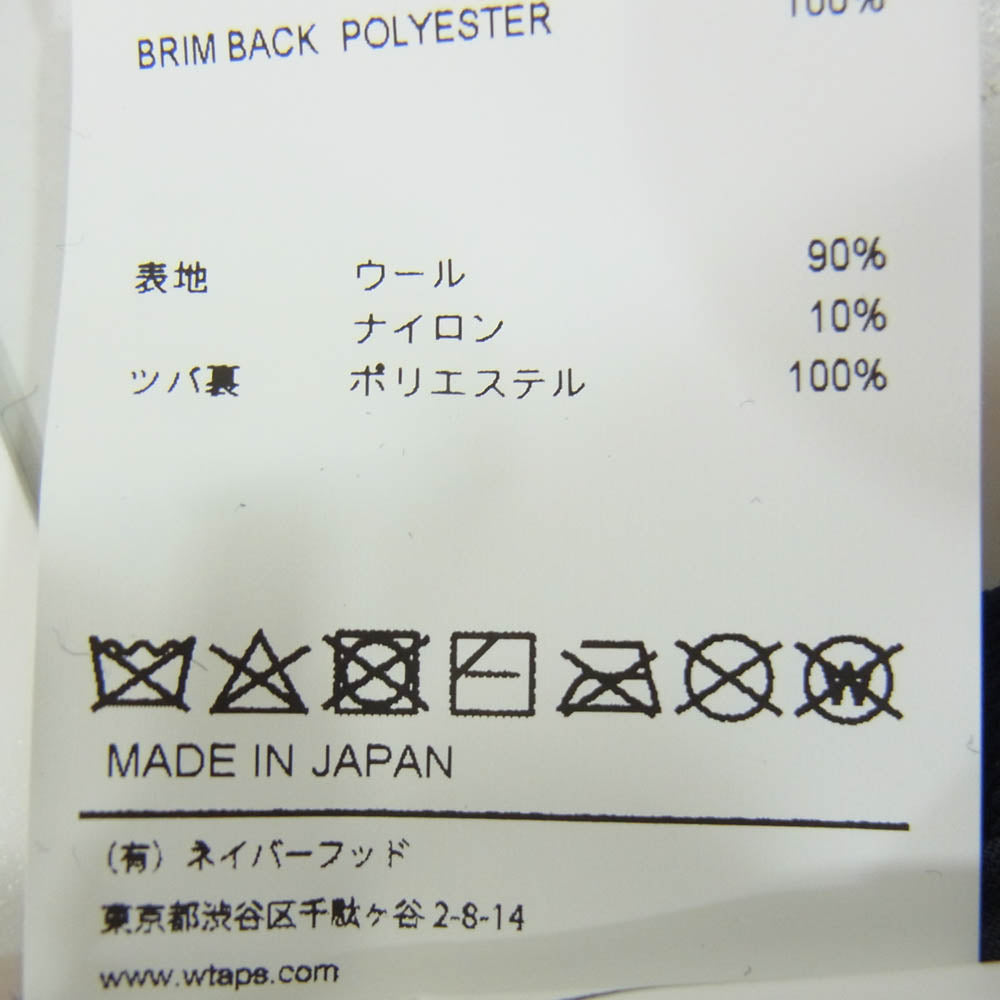 100%
BRIM BACK POLYESTER
表地 ウール 90%
ナイロン 10%
ツバ裏 ポリエステル 100%
W
MADE IN JAPAN
(有) ネイバーフッド
東京都渋谷区千駄ヶ谷 2-8-14
www.wtaps.com